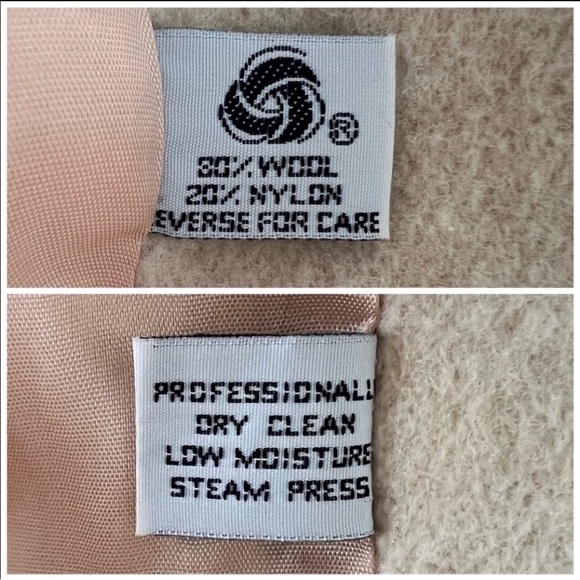 ®
80% WOOL
20% NYLON
EVERSE FOR CARE
PROFESSIONALL
DRY CLEAN
LOW MOISTURE
STEAM PRESS